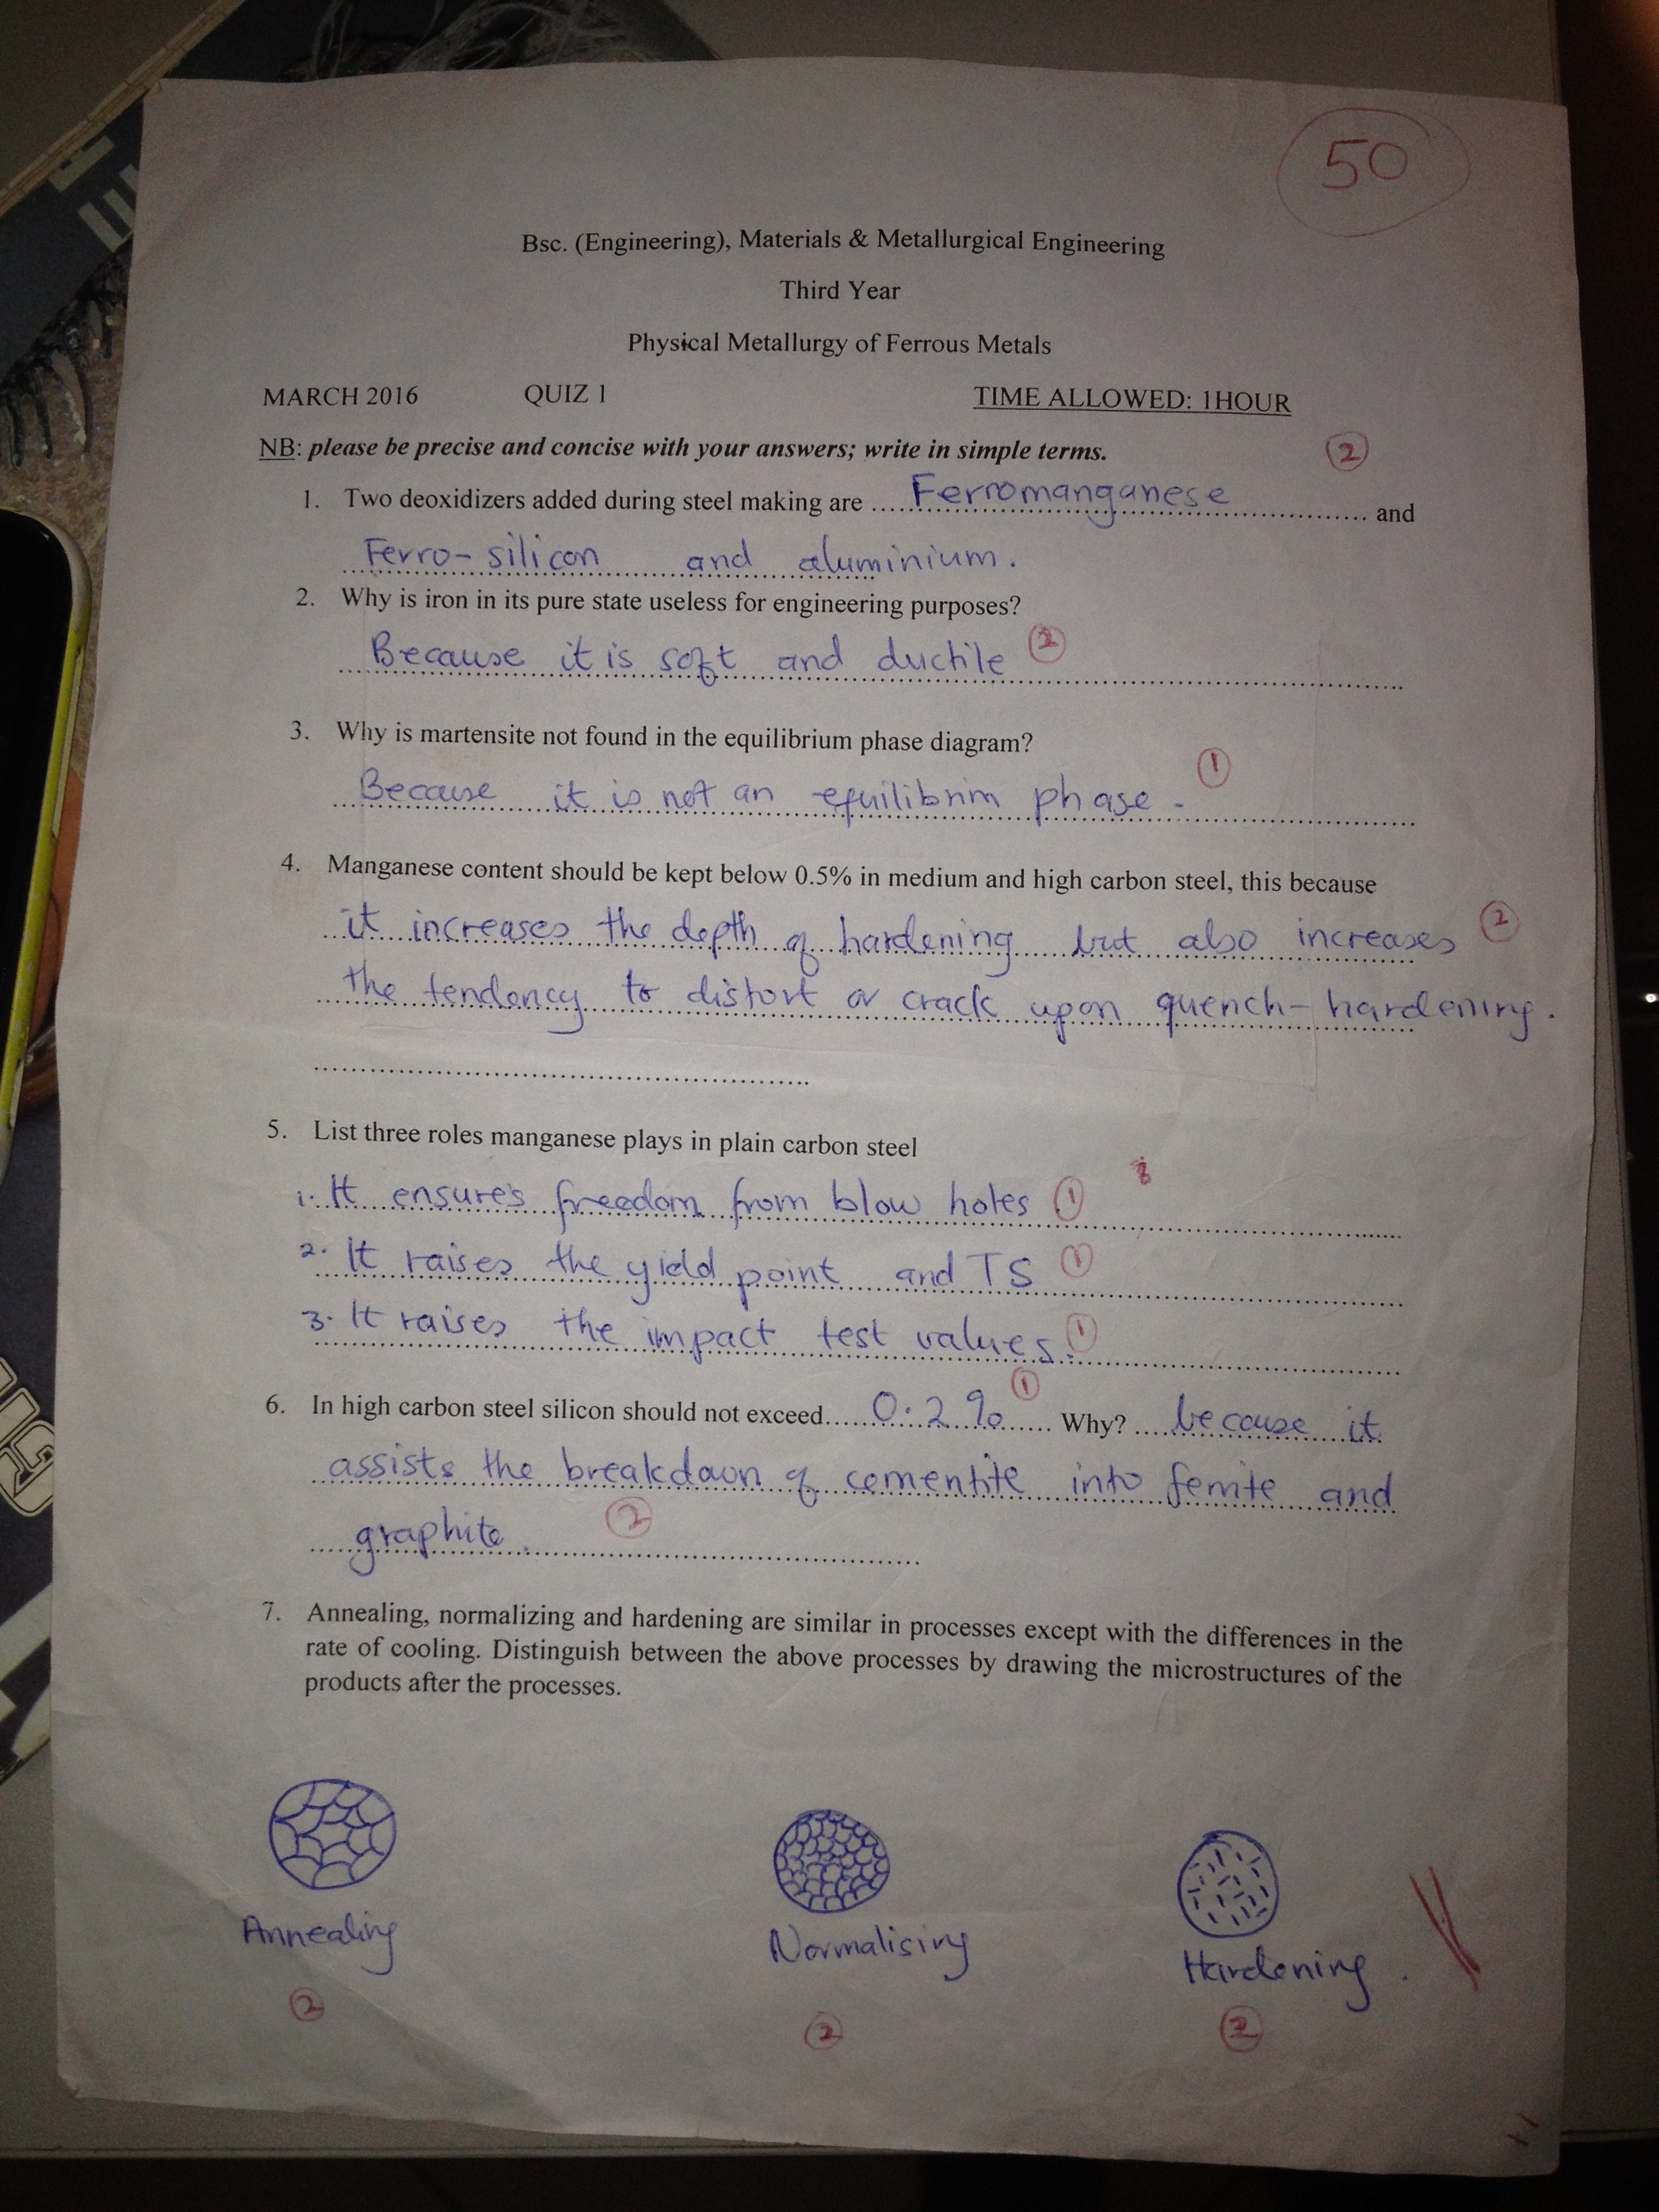 50
Bsc. (Engineering), Materials & Metallurgical Engineering
Third Year
Physical Metallurgy of Ferrous Metals
MARCH 2016 QUIZ 1 TIME ALLOWED: 1HOUR
NB: please be precise and concise with your answers; write in simple terms.
2
1. Two deoxidizers added during steel making are ..... Ferromanganese ..... and
Ferro-silicon and aluminium.
2. Why is iron in its pure state useless for engineering purposes?
Because it is soft and ductile 2
3. Why is martensite not found in the equilibrium phase diagram?
Because it is not an equilibrim phase - 1
4. Manganese content should be kept below 0.5% in medium and high carbon steel, this because
it increases the depth of hardening but also increases 2
the tendency to distort or crack upon quench-hardening.
5. List three roles manganese plays in plain carbon steel
1. It ensures freedom from blow holes 1
2. It raises the yield point and TS 1
3. It raises the impact test values. 1
6. In high carbon steel silicon should not exceed..... 0.2% 1 ..... Why? .... because it
assists the breakdown of cementite into ferrite and
graphite. 2
7. Annealing, normalizing and hardening are similar in processes except with the differences in the
rate of cooling. Distinguish between the above processes by drawing the microstructures of the
products after the processes.
Annealing Normalising Hardening.
2 2 2